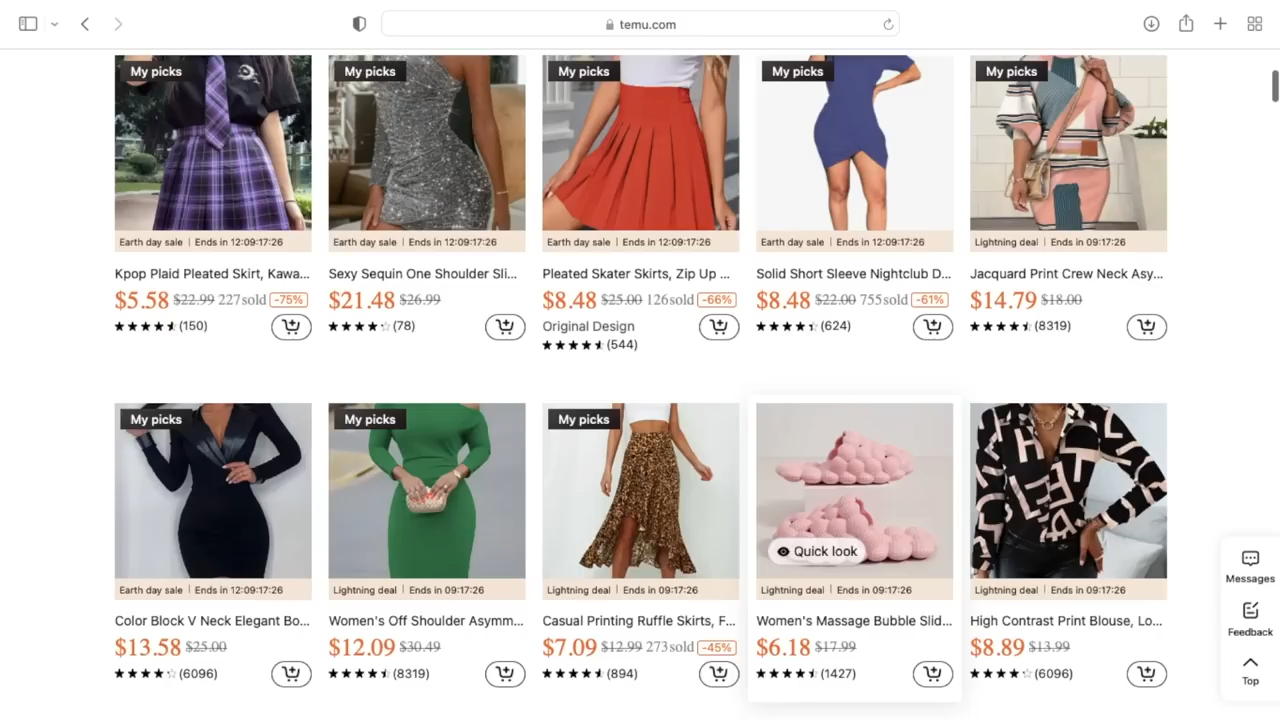 temu.com
My picks
My picks
My picks
My picks
My picks
Earth day sale | Ends in 12:09:17:26
Earth day sale | Ends in 12:09:17:26
Earth day sale | Ends in 12:09:17:26
Earth day sale | Ends in 12:09:17:26
Lightning deal | Ends in 09:17:26
Kpop Plaid Pleated Skirt, Kawa...
Sexy Sequin One Shoulder Sli...
Pleated Skater Skirts, Zip Up ...
Solid Short Sleeve Nightclub D...
Jacquard Print Crew Neck Asy...
$5.58 $22.99 227sold -75%
$21.48 $26.99
$8.48 $25.00 126sold -66%
$8.48 $22.00 755sold -61%
$14.79 $18.00
(150)
(78)
Original Design
(544)
(624)
(8319)
My picks
My picks
My picks
Quick look
Earth day sale | Ends in 12:09:17:26
Lightning deal | Ends in 09:17:26
Lightning deal | Ends in 09:17:26
Lightning deal | Ends in 09:17:26
Lightning deal | Ends in 09:17:26
Color Block V Neck Elegant Bo...
Women's Off Shoulder Asymm...
Casual Printing Ruffle Skirts, F...
Women's Massage Bubble Slid...
High Contrast Print Blouse, Lo...
$13.58 $25.00
$12.09 $30.49
$7.09 $12.99 273sold -45%
$6.18 $17.99
$8.89 $13.99
(6096)
(8319)
(894)
(1427)
(6096)
Messages
Feedback
Top